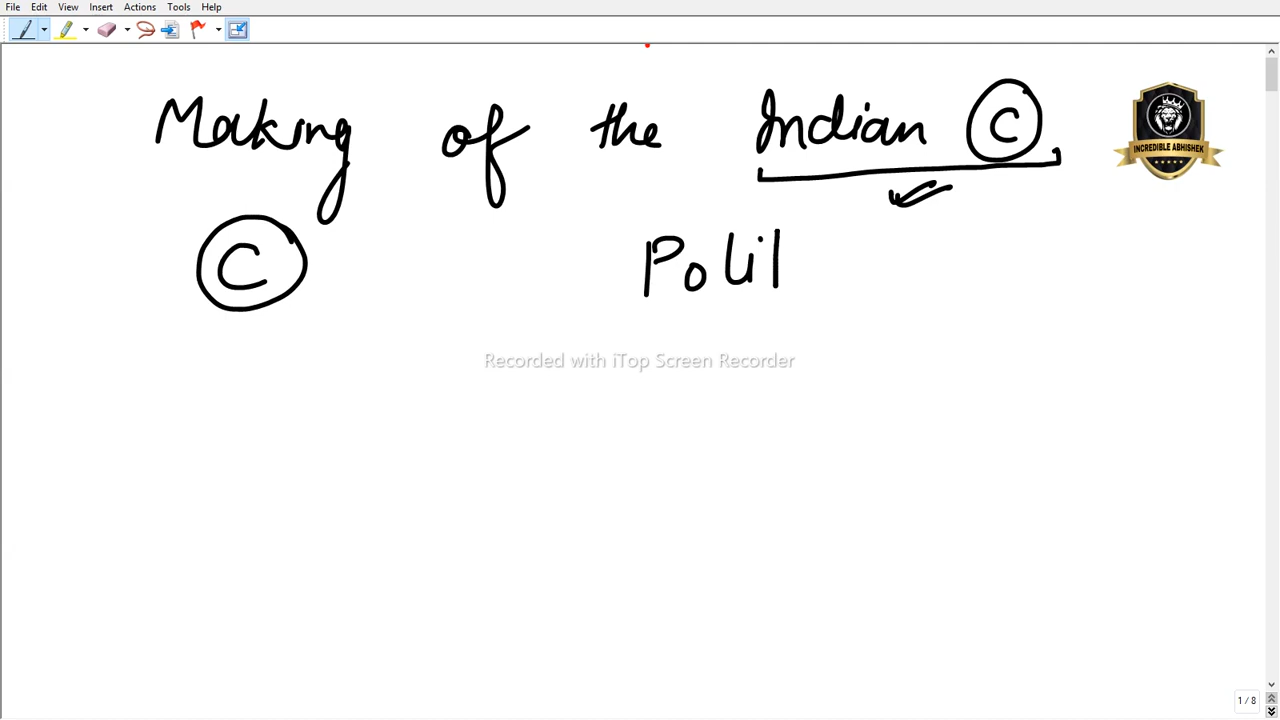 File Edit View Insert Actions Tools Help
Making of the Indian C
INCREDIBLE ABHISHEK
C Polil
Recorded with iTop Screen Recorder
1 / 8